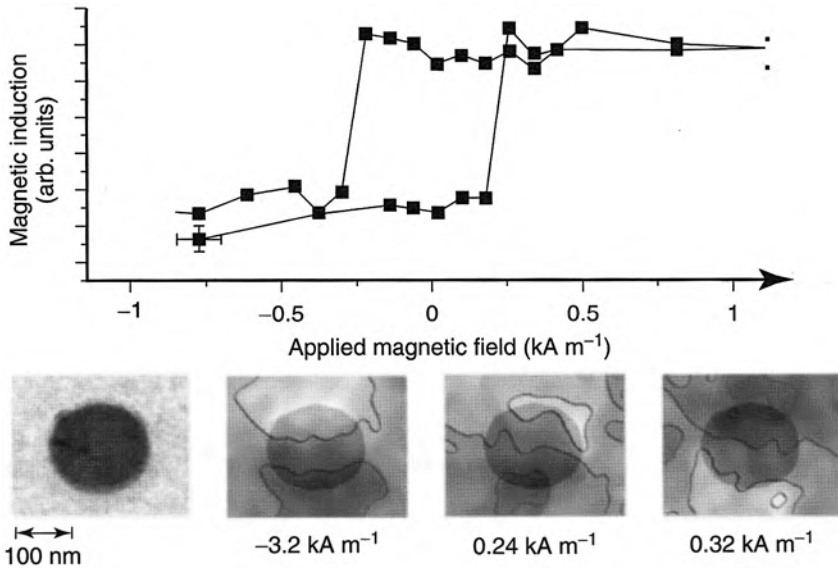 Magnetic induction
(arb. units)
−1
−0.5
0
0.5
1
Applied magnetic field (kA m⁻¹)
100 nm
−3.2 kA m⁻¹
0.24 kA m⁻¹
0.32 kA m⁻¹